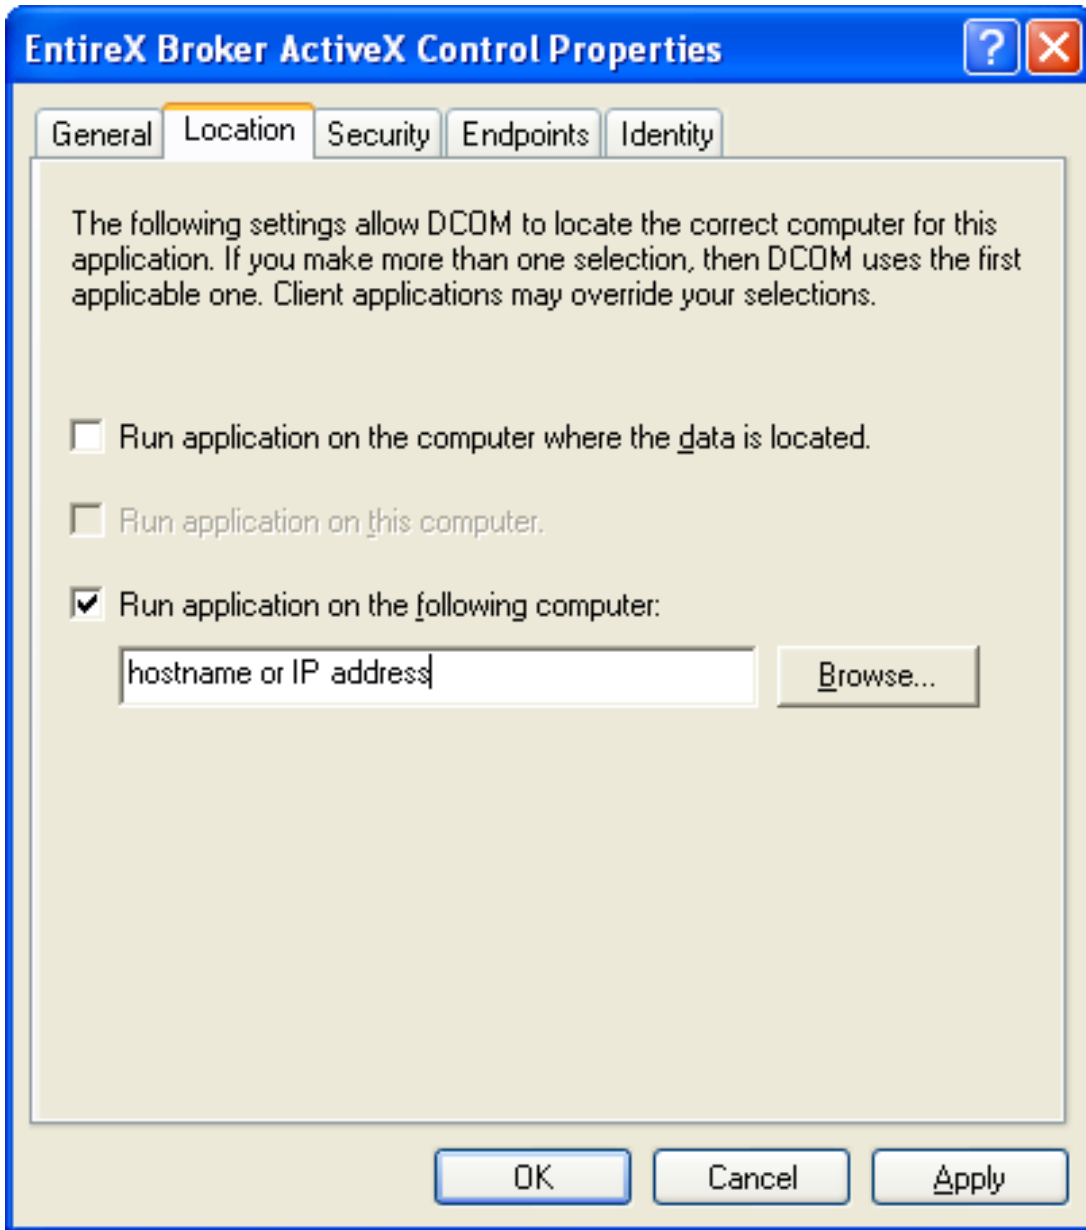 EntireX Broker ActiveX Control Properties
?
General Location Security Endpoints Identity
The following settings allow DCOM to locate the correct computer for this
application. If you make more than one selection, then DCOM uses the first
applicable one. Client applications may override your selections.
Run application on the computer where the data is located.
Run application on this computer.
Run application on the following computer:
hostname or IP address
Browse...
OK Cancel Apply